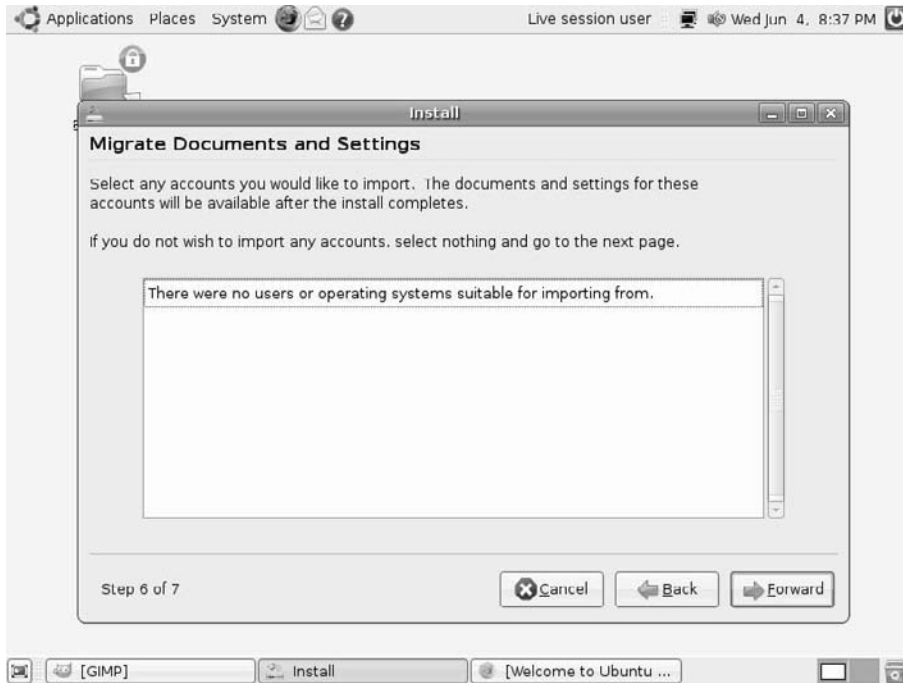 Applications Places System Live session user Wed Jun 4, 8:37 PM
Install
Migrate Documents and Settings
Select any accounts you would like to import. The documents and settings for these
accounts will be available after the install completes.
If you do not wish to import any accounts, select nothing and go to the next page.
There were no users or operating systems suitable for importing from.
Step 6 of 7
Cancel
Back
Forward
[GIMP]
Install
[Welcome to Ubuntu ...]